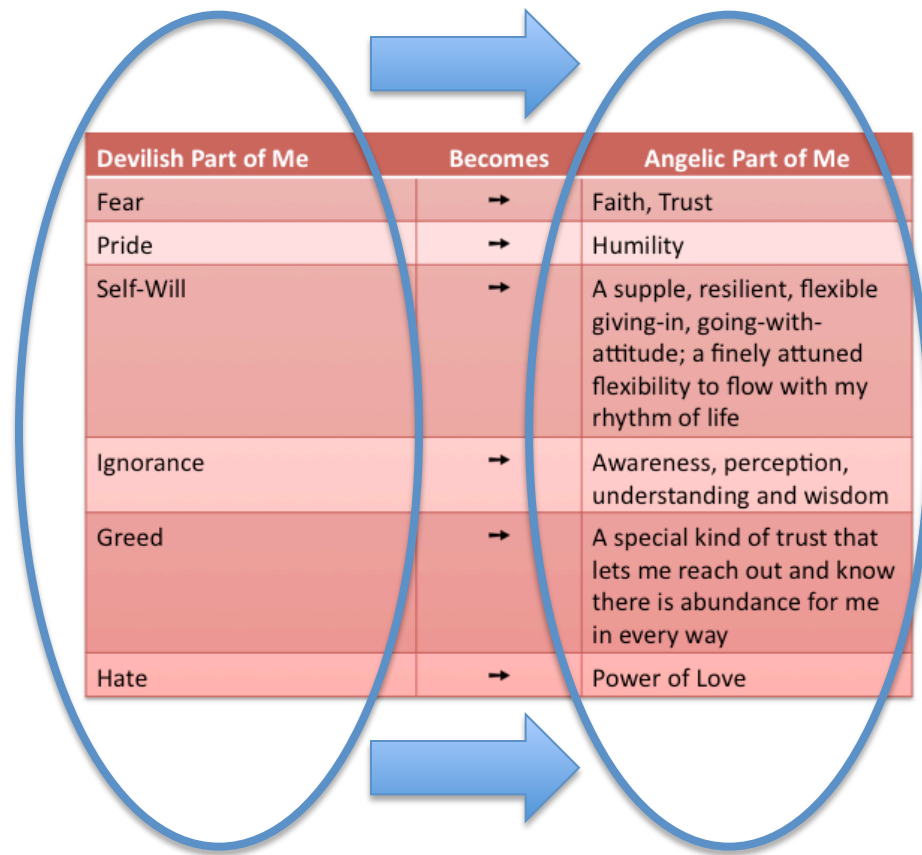 Devilish Part of Me Becomes Angelic Part of Me
Fear → Faith, Trust
Pride → Humility
Self-Will → A supple, resilient, flexible
giving-in, going-with-
attitude; a finely attuned
flexibility to flow with my
rhythm of life
Ignorance → Awareness, perception,
understanding and wisdom
Greed → A special kind of trust that
lets me reach out and know
there is abundance for me
in every way
Hate → Power of Love